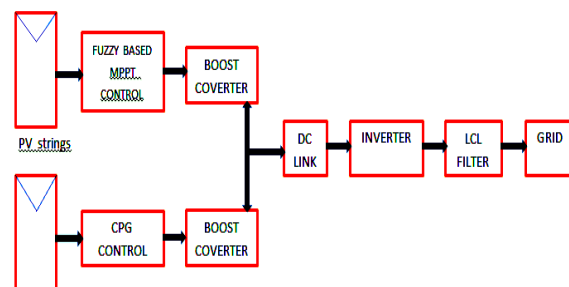 FUZZY BASED
MPPT
CONTROL
BOOST
COVERTER
PV strings
DC
LINK
INVERTER
LCL
FILTER
GRID
CPG
CONTROL
BOOST
COVERTER